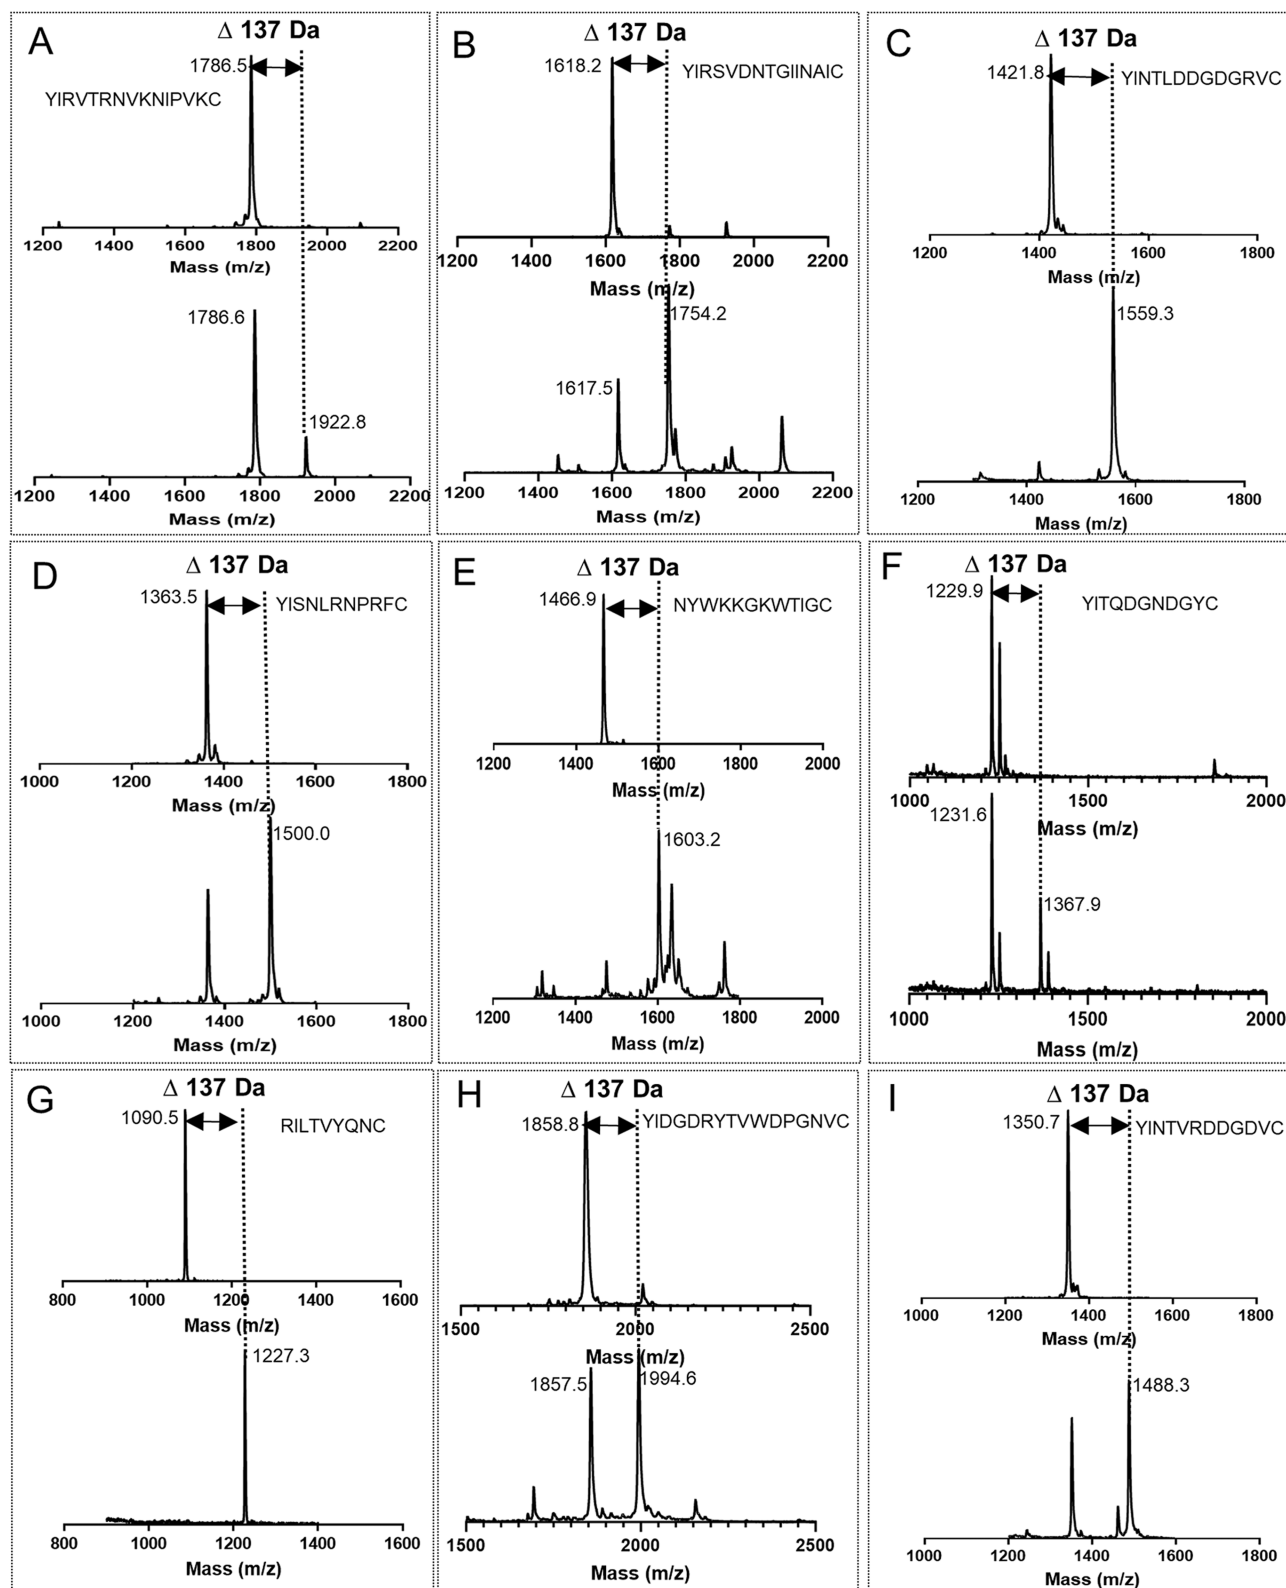 A
Δ 137 Da
1786.5
YIRVTRNVKNIPVKC
1200 1400 1600 1800 2000 2200
Mass (m/z)
1786.6
1922.8
1200 1400 1600 1800 2000 2200
Mass (m/z)
B
Δ 137 Da
1618.2
YIRSVDNTGIINAIC
1200 1400 1600 1800 2000 2200
Mass (m/z)
1754.2
1617.5
1200 1400 1600 1800 2000 2200
Mass (m/z)
C
Δ 137 Da
1421.8
YINTLDDGDGRVC
1200 1400 1600 1800
Mass (m/z)
1559.3
1200 1400 1600 1800
Mass (m/z)
D
Δ 137 Da
1363.5
YISNLRNPRFC
1000 1200 1400 1600 1800
Mass (m/z)
1500.0
1000 1200 1400 1600 1800
Mass (m/z)
E
Δ 137 Da
1466.9
NYWKKGKWTIGC
1200 1400 1600 1800 2000
Mass (m/z)
1603.2
1200 1400 1600 1800 2000
Mass (m/z)
F
Δ 137 Da
1229.9
YITQDGNDGYC
1000 1500 2000
Mass (m/z)
1231.6
1367.9
1000 1500 2000
Mass (m/z)
G
Δ 137 Da
1090.5
RILTVYQNC
800 1000 1200 1400 1600
Mass (m/z)
1227.3
800 1000 1200 1400 1600
Mass (m/z)
H
Δ 137 Da
1858.8
YIDGDRYTVWDPGNVC
1500 2000 2500
Mass (m/z)
1857.5
1994.6
1500 2000 2500
Mass (m/z)
I
Δ 137 Da
1350.7
YINTVRDDGDVC
1000 1200 1400 1600 1800
Mass (m/z)
1488.3
1000 1200 1400 1600 1800
Mass (m/z)